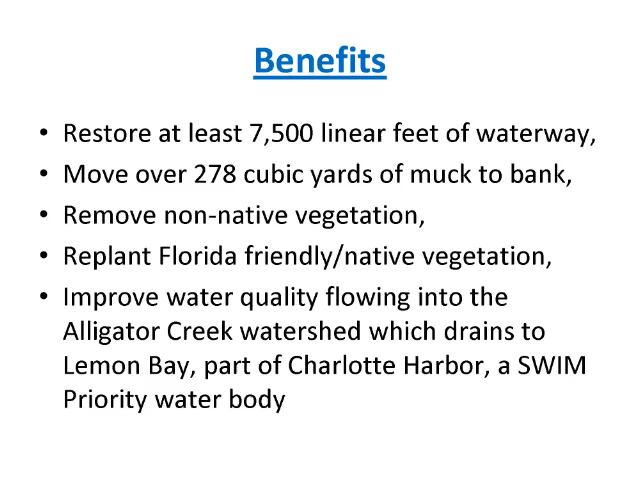 Benefits
• Restore at least 7,500 linear feet of waterway,
• Move over 278 cubic yards of muck to bank,
• Remove non-native vegetation,
• Replant Florida friendly/native vegetation,
• Improve water quality flowing into the
Alligator Creek watershed which drains to
Lemon Bay, part of Charlotte Harbor, a SWIM
Priority water body